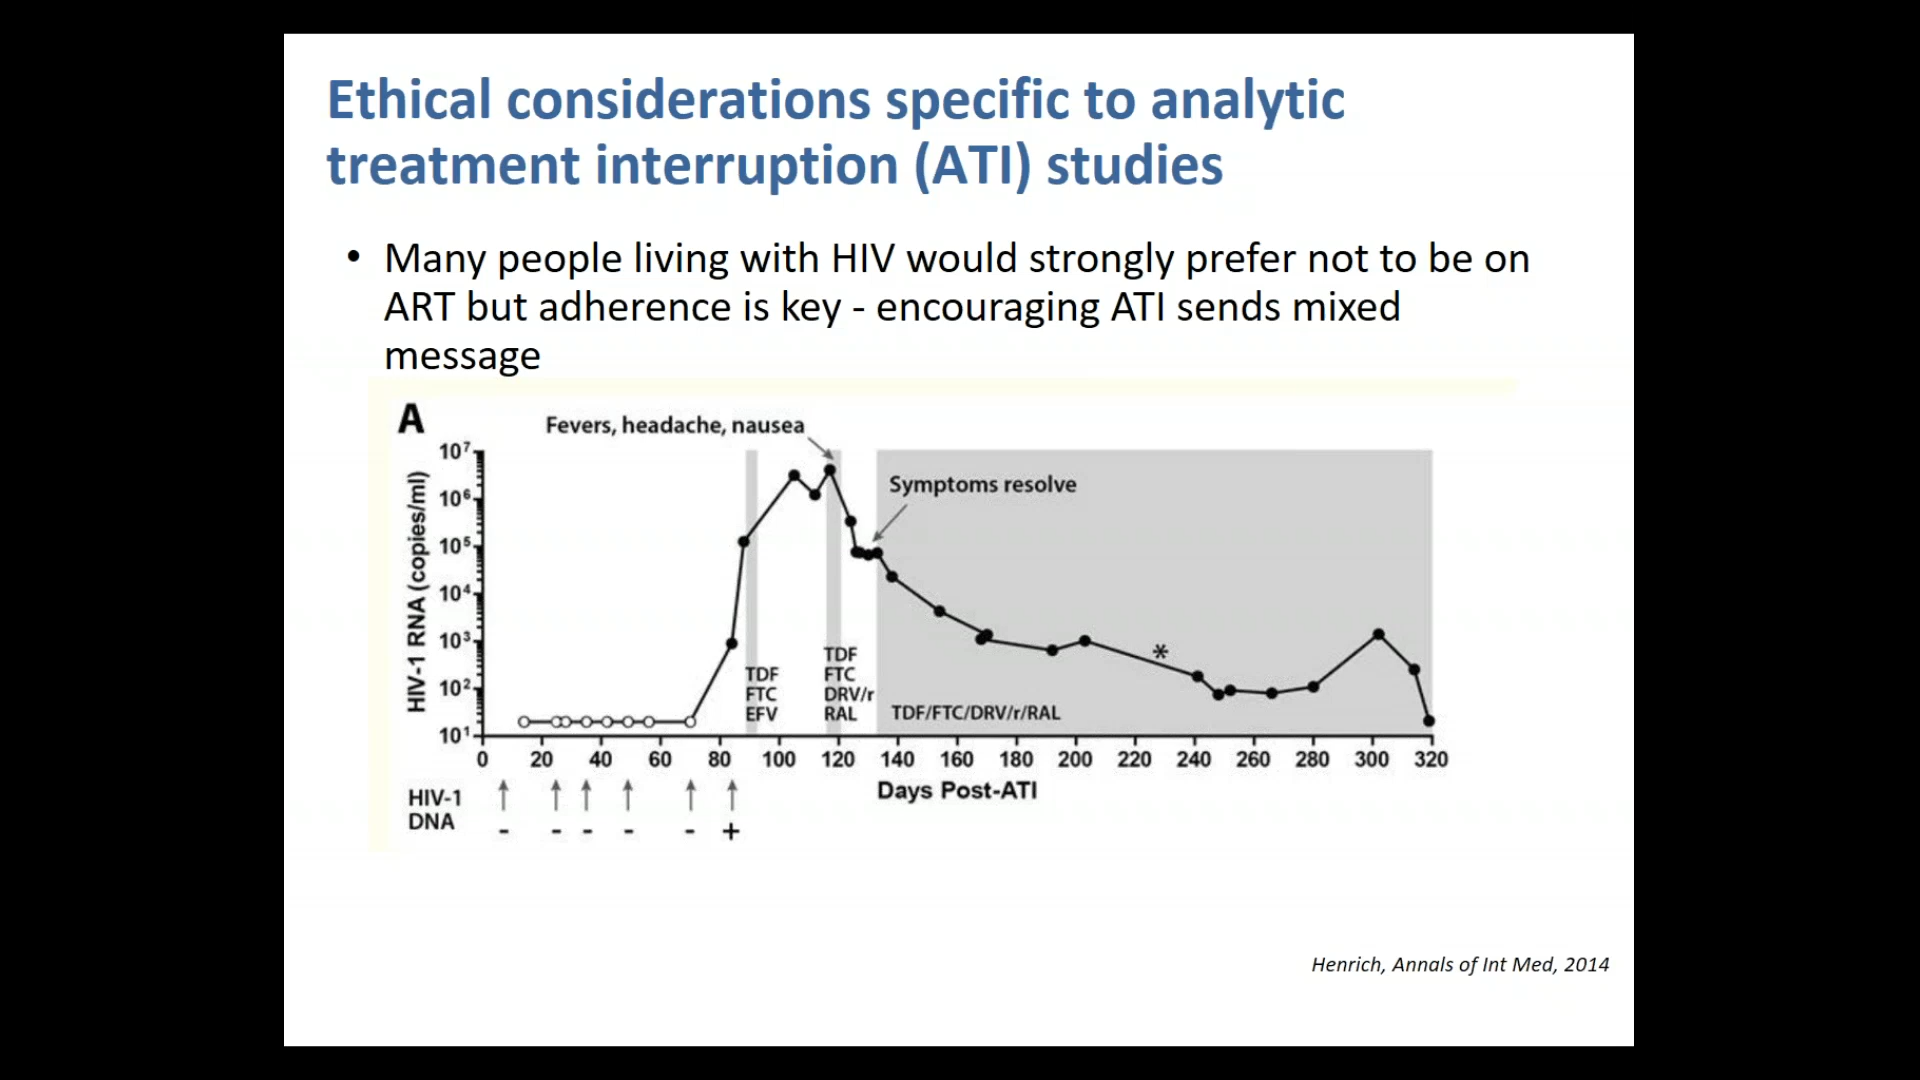 Ethical considerations specific to analytic
treatment interruption (ATI) studies
• Many people living with HIV would strongly prefer not to be on
ART but adherence is key - encouraging ATI sends mixed
message
A
Fevers, headache, nausea
Symptoms resolve
HIV-1 RNA (copies/ml)
10⁷
10⁶
10⁵
10⁴
10³
10²
10¹
*
TDF
FTC
EFV
TDF
FTC
DRV/r
RAL
TDF/FTC/DRV/r/RAL
0 20 40 60 80 100 120 140 160 180 200 220 240 260 280 300 320
Days Post-ATI
HIV-1
DNA
- - - - - +
Henrich, Annals of Int Med, 2014